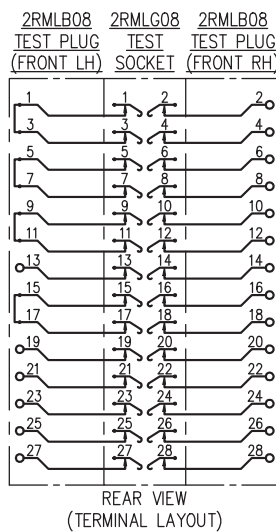 2RMLB08 2RMLG08 2RMLB08
TEST PLUG TEST TEST PLUG
(FRONT LH) SOCKET (FRONT RH)
1 1 2 2
3 3 4 4
5 5 6 6
7 7 8 8
9 9 10 10
11 11 12 12
13 13 14 14
15 15 16 16
17 17 18 18
19 19 20 20
21 21 22 22
23 23 24 24
25 25 26 26
27 27 28 28
REAR VIEW
(TERMINAL LAYOUT)